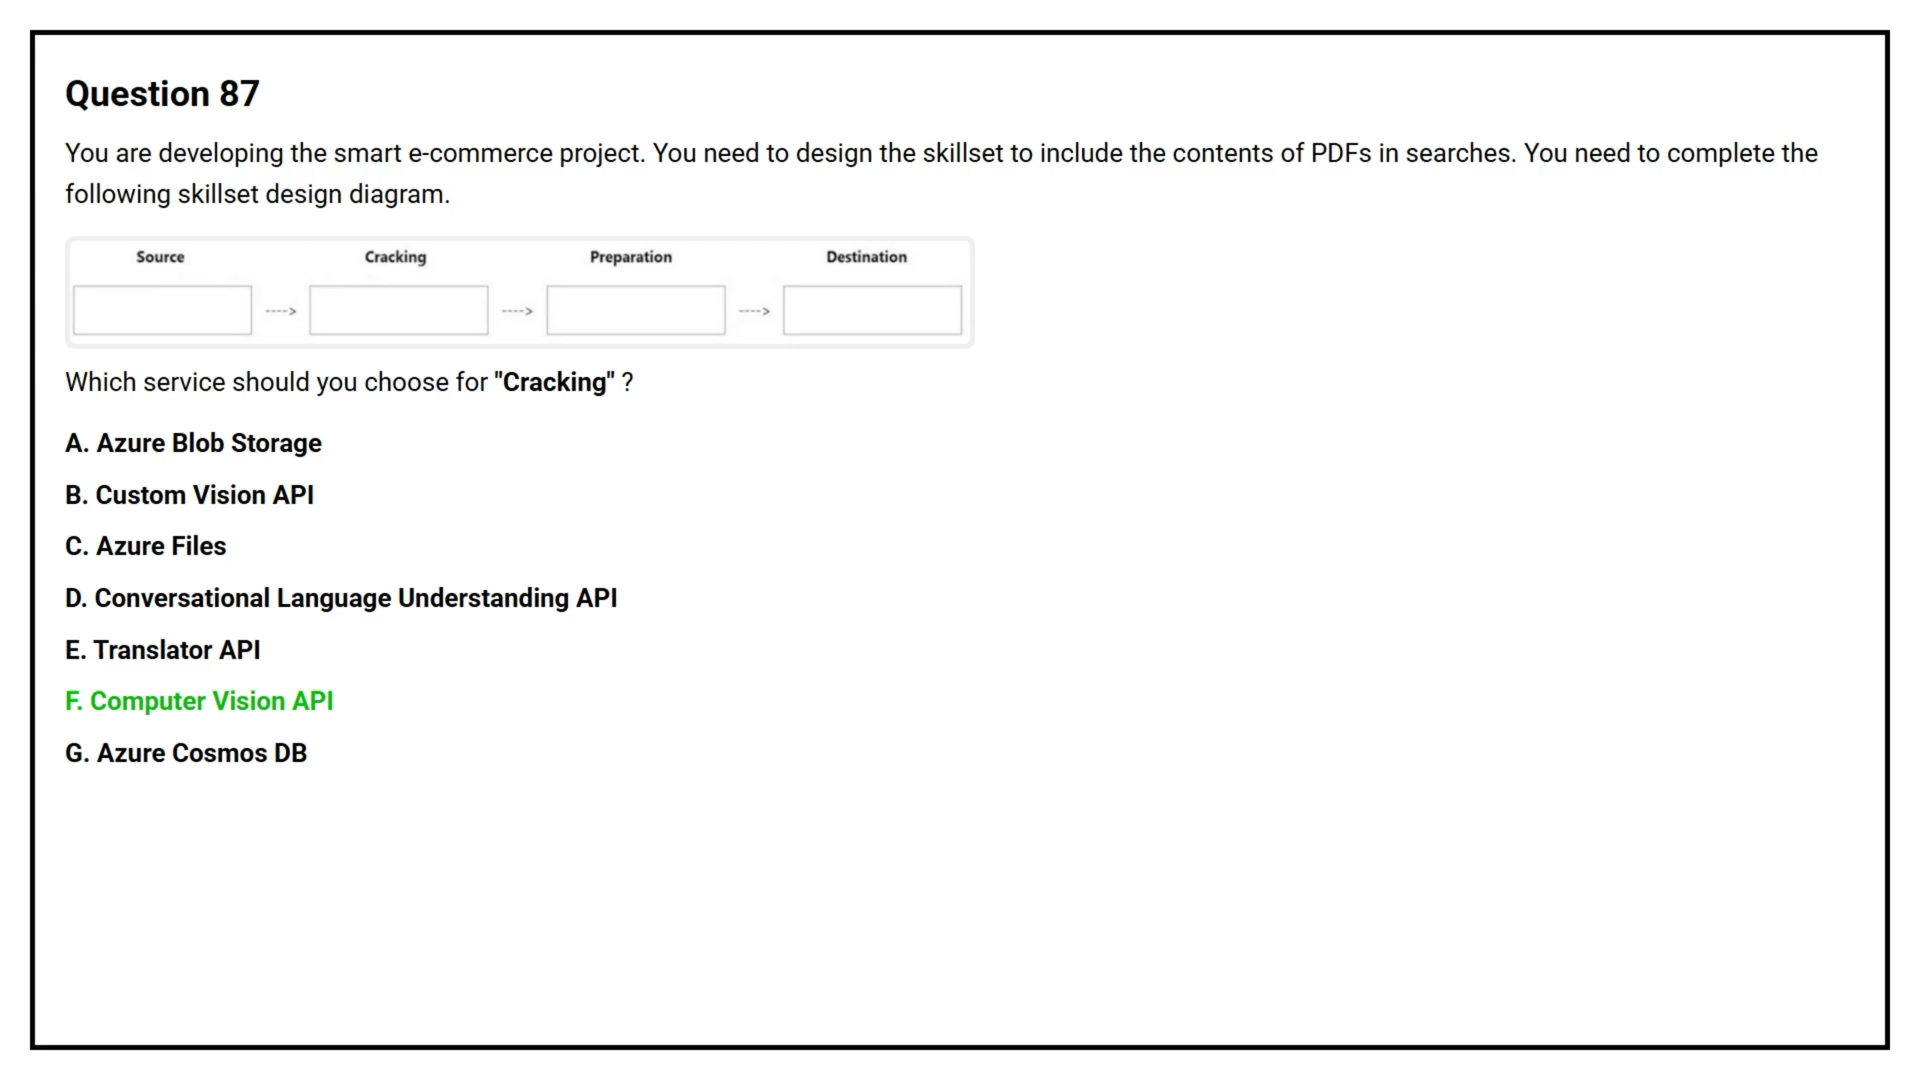 Question 87
You are developing the smart e-commerce project. You need to design the skillset to include the contents of PDFs in searches. You need to complete the
following skillset design diagram.
Source Cracking Preparation Destination
----> ----> ---->
Which service should you choose for "Cracking" ?
A. Azure Blob Storage
B. Custom Vision API
C. Azure Files
D. Conversational Language Understanding API
E. Translator API
F. Computer Vision API
G. Azure Cosmos DB